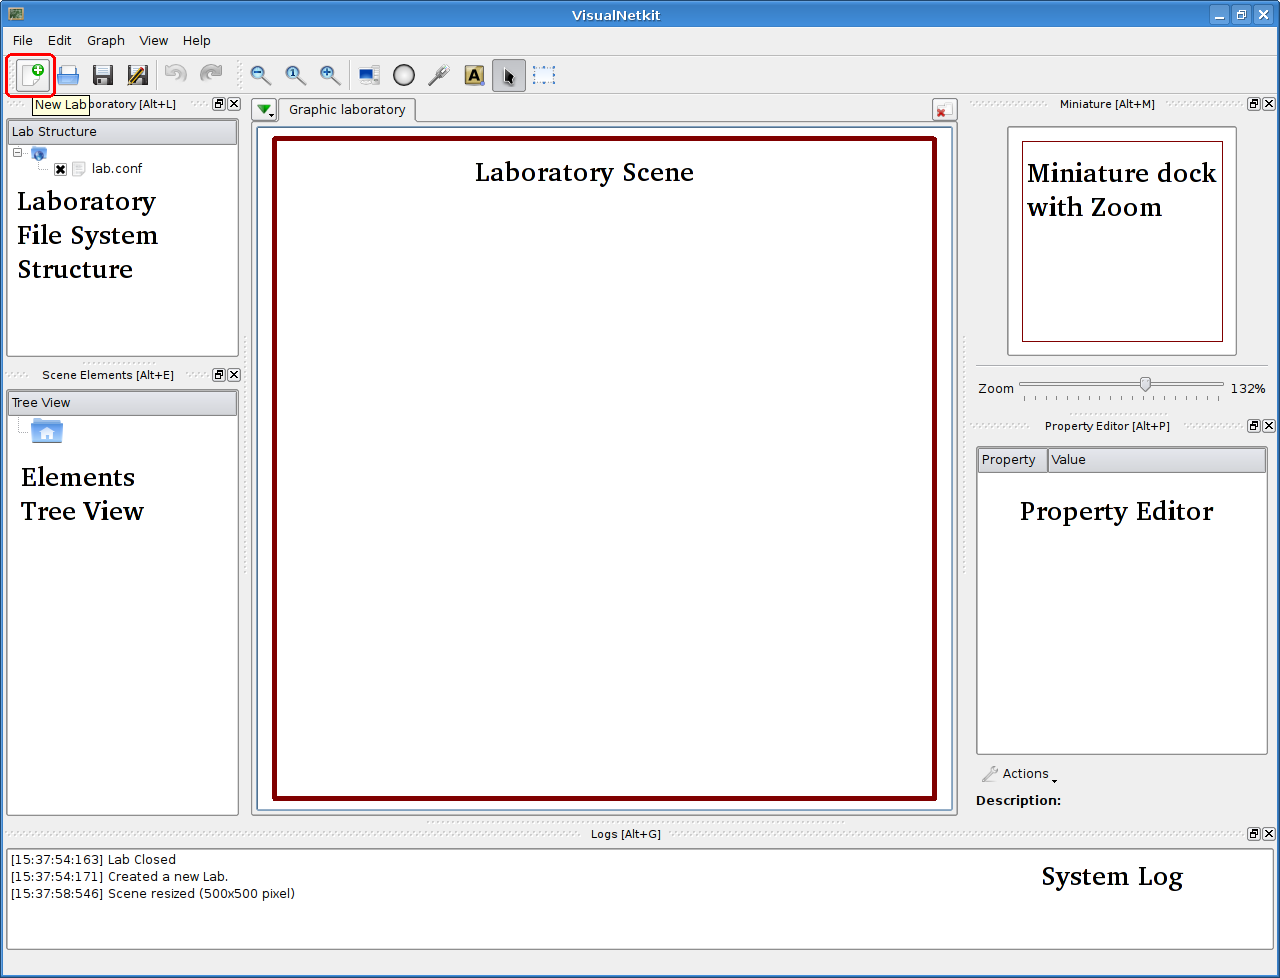 VisualNetkit
File Edit Graph View Help
1 A
New Lab boratory [Alt+L]
Lab Structure
lab.conf
Laboratory
File System
Structure
Scene Elements [Alt+E]
Tree View
Elements
Tree View
Graphic laboratory
Laboratory Scene
Miniature [Alt+M]
Miniature dock
with Zoom
Zoom 132%
Property Editor [Alt+P]
Property Value
Property Editor
Actions
Description:
Logs [Alt+G]
[15:37:54:163] Lab Closed
[15:37:54:171] Created a new Lab.
[15:37:58:546] Scene resized (500x500 pixel)
System Log